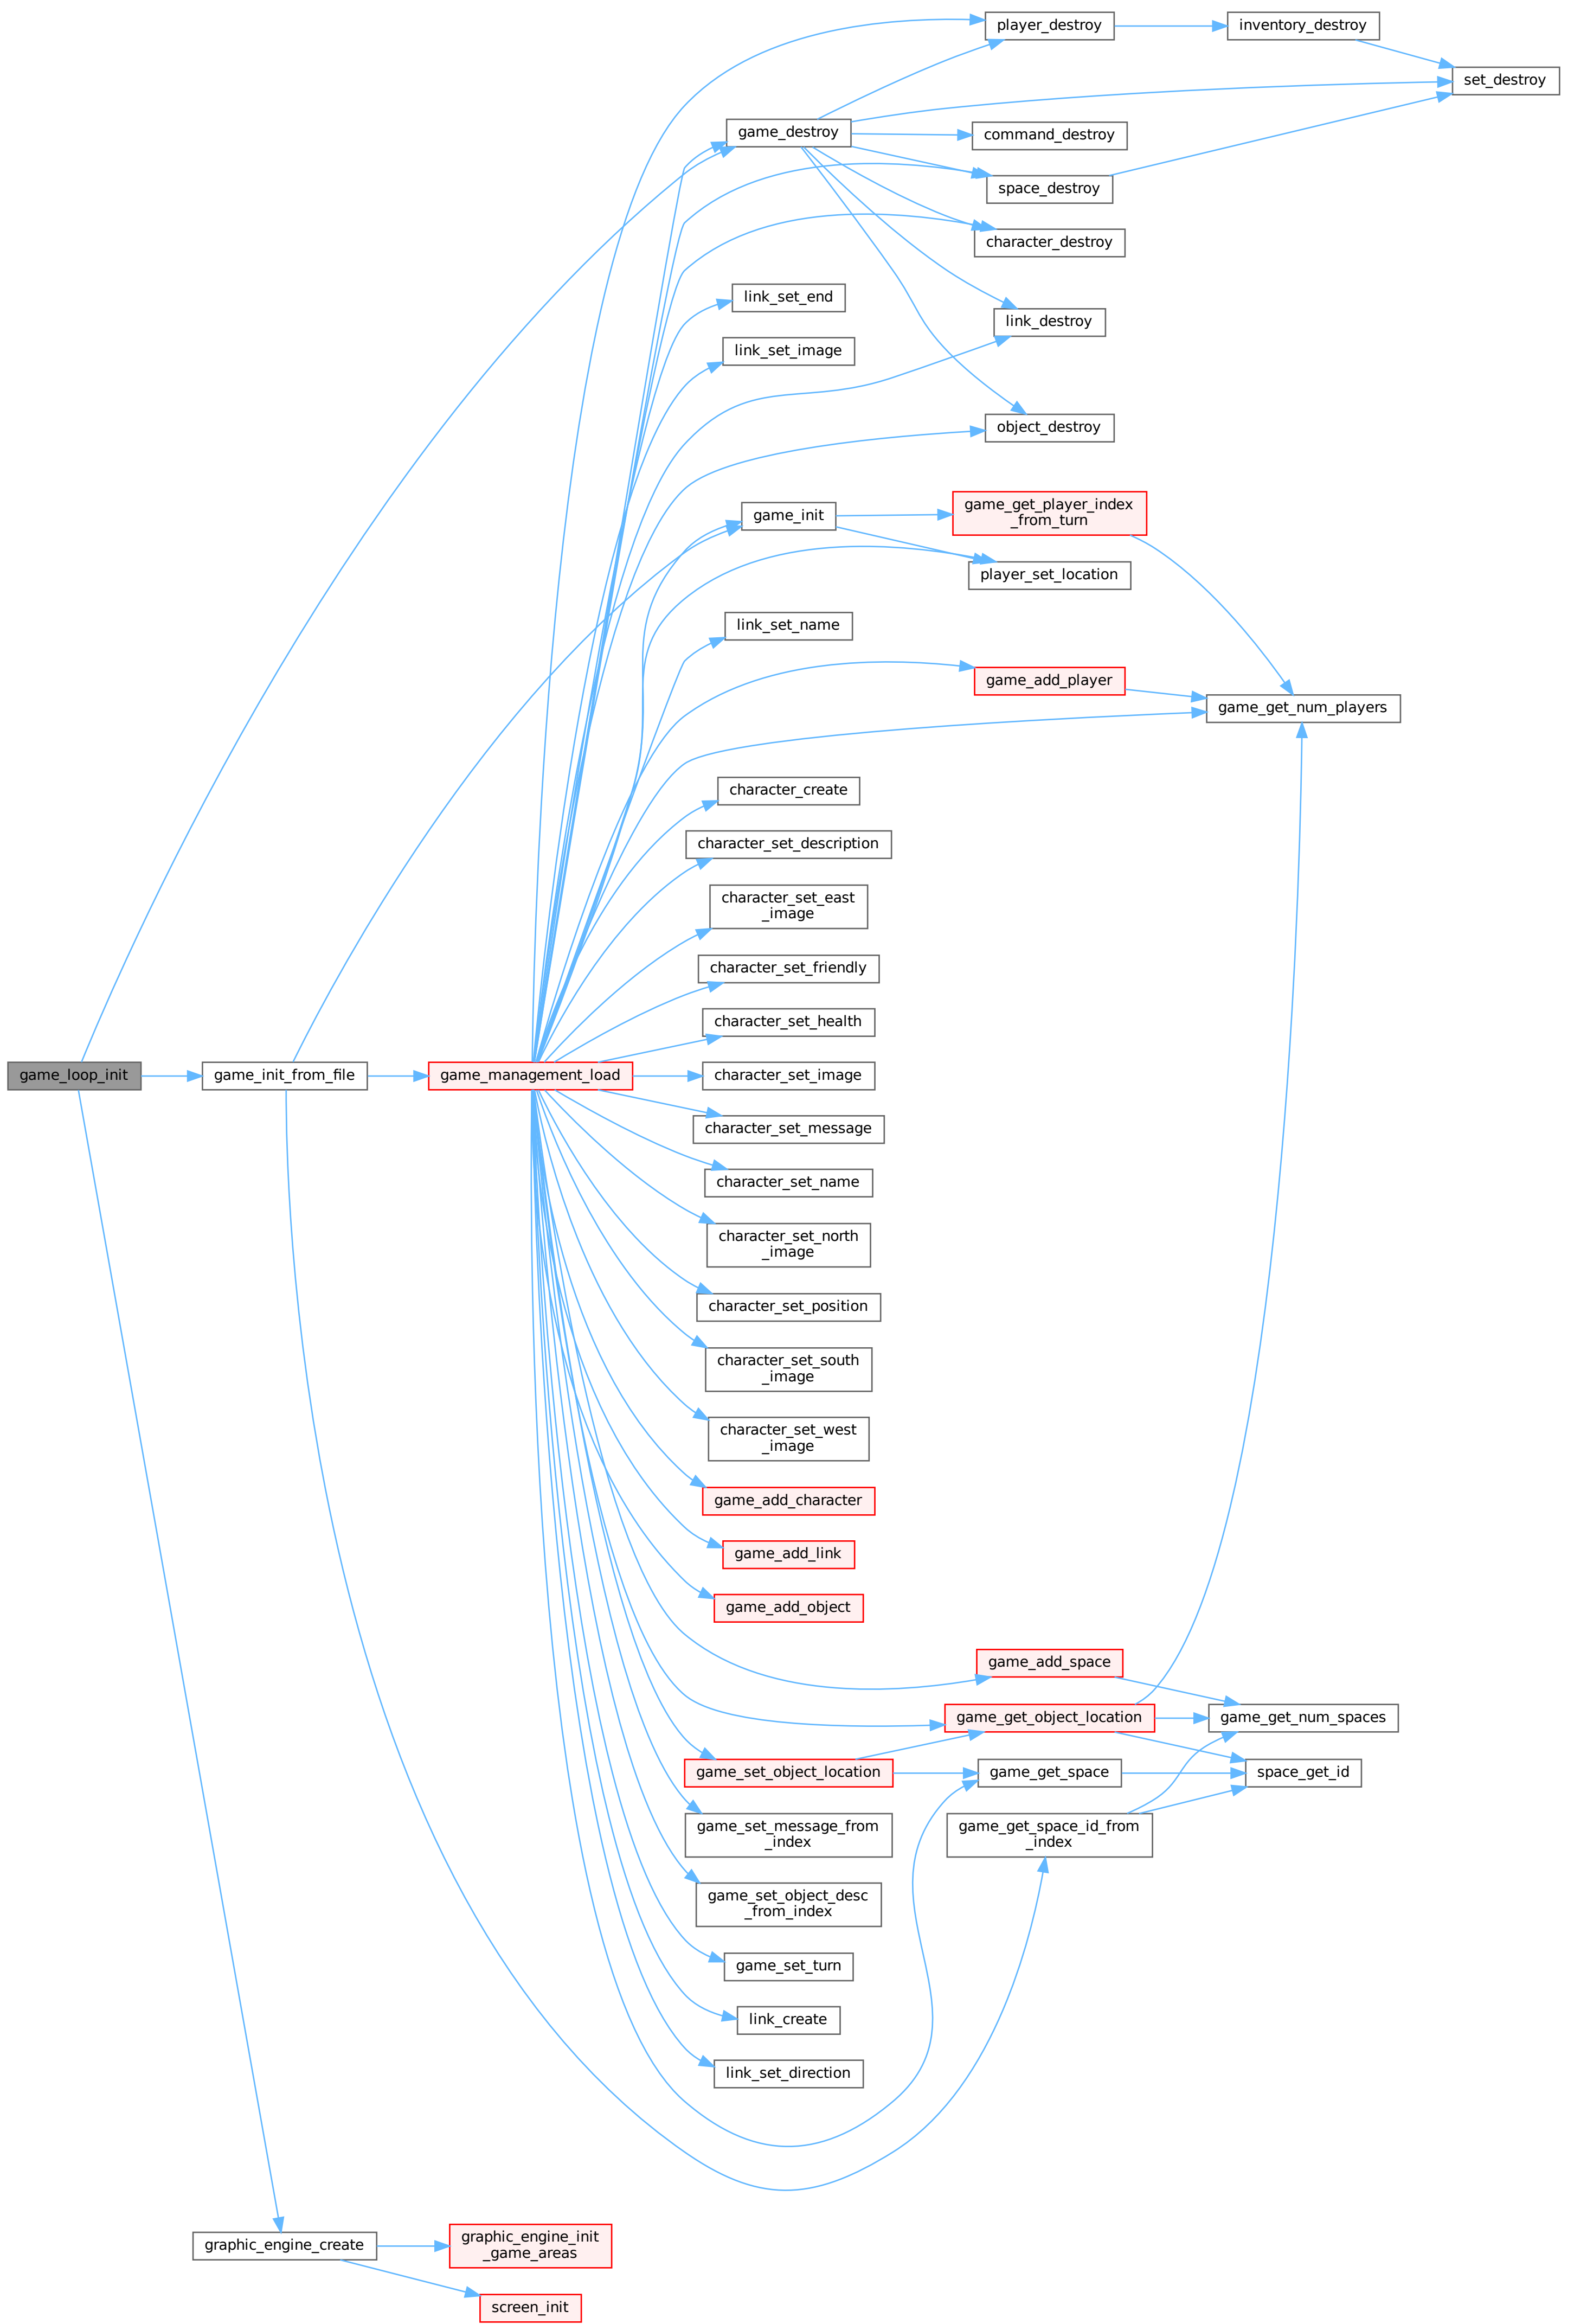 player_destroy
inventory_destroy
set_destroy
game_destroy
command_destroy
space_destroy
character_destroy
link_set_end
link_destroy
link_set_image
object_destroy
game_init
game_get_player_index
_from_turn
player_set_location
link_set_name
game_add_player
game_get_num_players
character_create
character_set_description
character_set_east
_image
character_set_friendly
character_set_health
game_loop_init
game_init_from_file
game_management_load
character_set_image
character_set_message
character_set_name
character_set_north
_image
character_set_position
character_set_south
_image
character_set_west
_image
game_add_character
game_add_link
game_add_object
game_add_space
game_get_object_location
game_get_num_spaces
game_set_object_location
game_get_space
space_get_id
game_set_message_from
_index
game_get_space_id_from
_index
game_set_object_desc
_from_index
game_set_turn
link_create
link_set_direction
graphic_engine_create
graphic_engine_init
_game_areas
screen_init